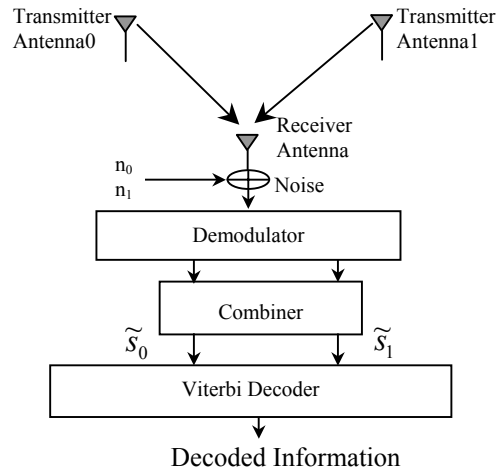 Transmitter
Antenna0
Transmitter
Antenna1
Receiver
Antenna
n₀
n₁
Noise
Demodulator
Combiner
s̃₀
s̃₁
Viterbi Decoder
Decoded Information